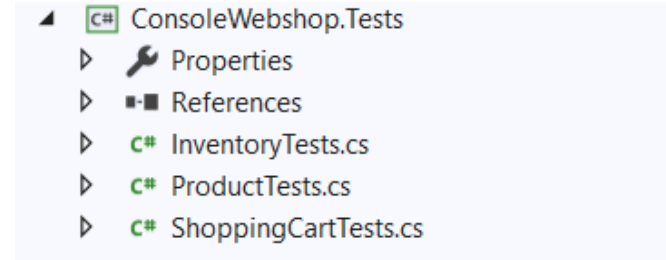 C# ConsoleWebshop.Tests
Properties
References
C# InventoryTests.cs
C# ProductTests.cs
C# ShoppingCartTests.cs